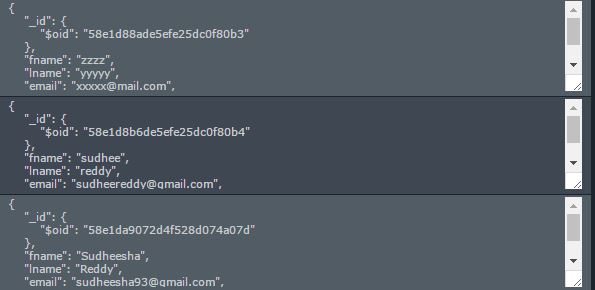 {
"_id": {
"$oid": "58e1d88ade5efe25dc0f80b3"
},
"fname": "zzzz",
"lname": "yyyyy",
"email": "xxxxx@mail.com",
{
"_id": {
"$oid": "58e1d8b6de5efe25dc0f80b4"
},
"fname": "sudhee",
"lname": "reddy",
"email": "sudheereddy@gmail.com",
{
"_id": {
"$oid": "58e1da9072d4f528d074a07d"
},
"fname": "Sudheesha",
"lname": "Reddy",
"email": "sudheesha93@gmail.com",